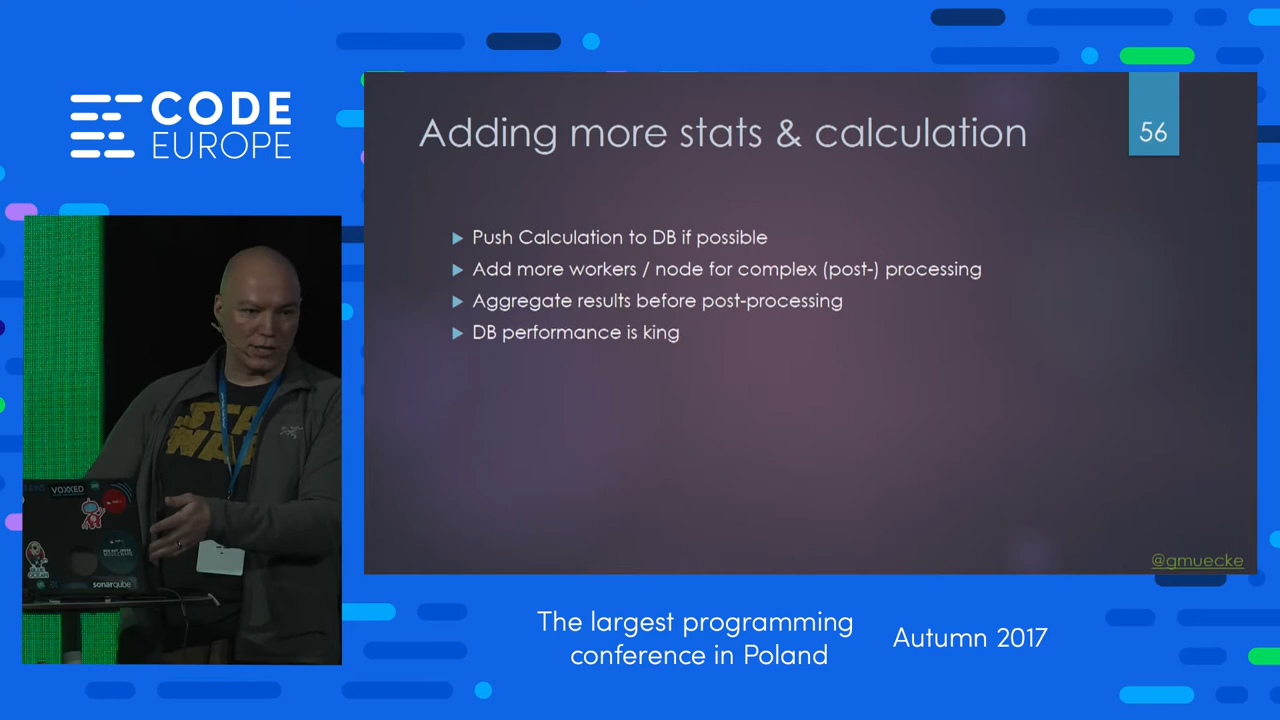 CODE
EUROPE
Adding more stats & calculation
56
Push Calculation to DB if possible
Add more workers / node for complex (post-) processing
Aggregate results before post-processing
DB performance is king
@gmuecke
STAR
WARS
VOXXED
sonarqube
The largest programming
conference in Poland
Autumn 2017